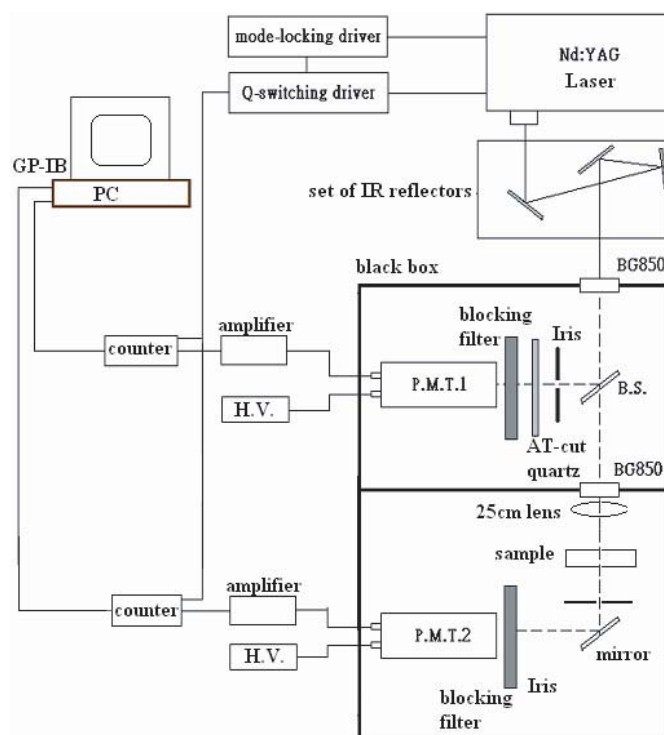 mode-locking driver
Nd:YAG
Laser
Q-switching driver
GP-IB
PC
set of IR reflectors
BG850
black box
blocking
filter
Iris
amplifier
counter
P.M.T.1
B.S.
H.V.
AT-cut
quartz
BG850
25cm lens
sample
amplifier
counter
P.M.T.2
mirror
H.V.
Iris
blocking
filter